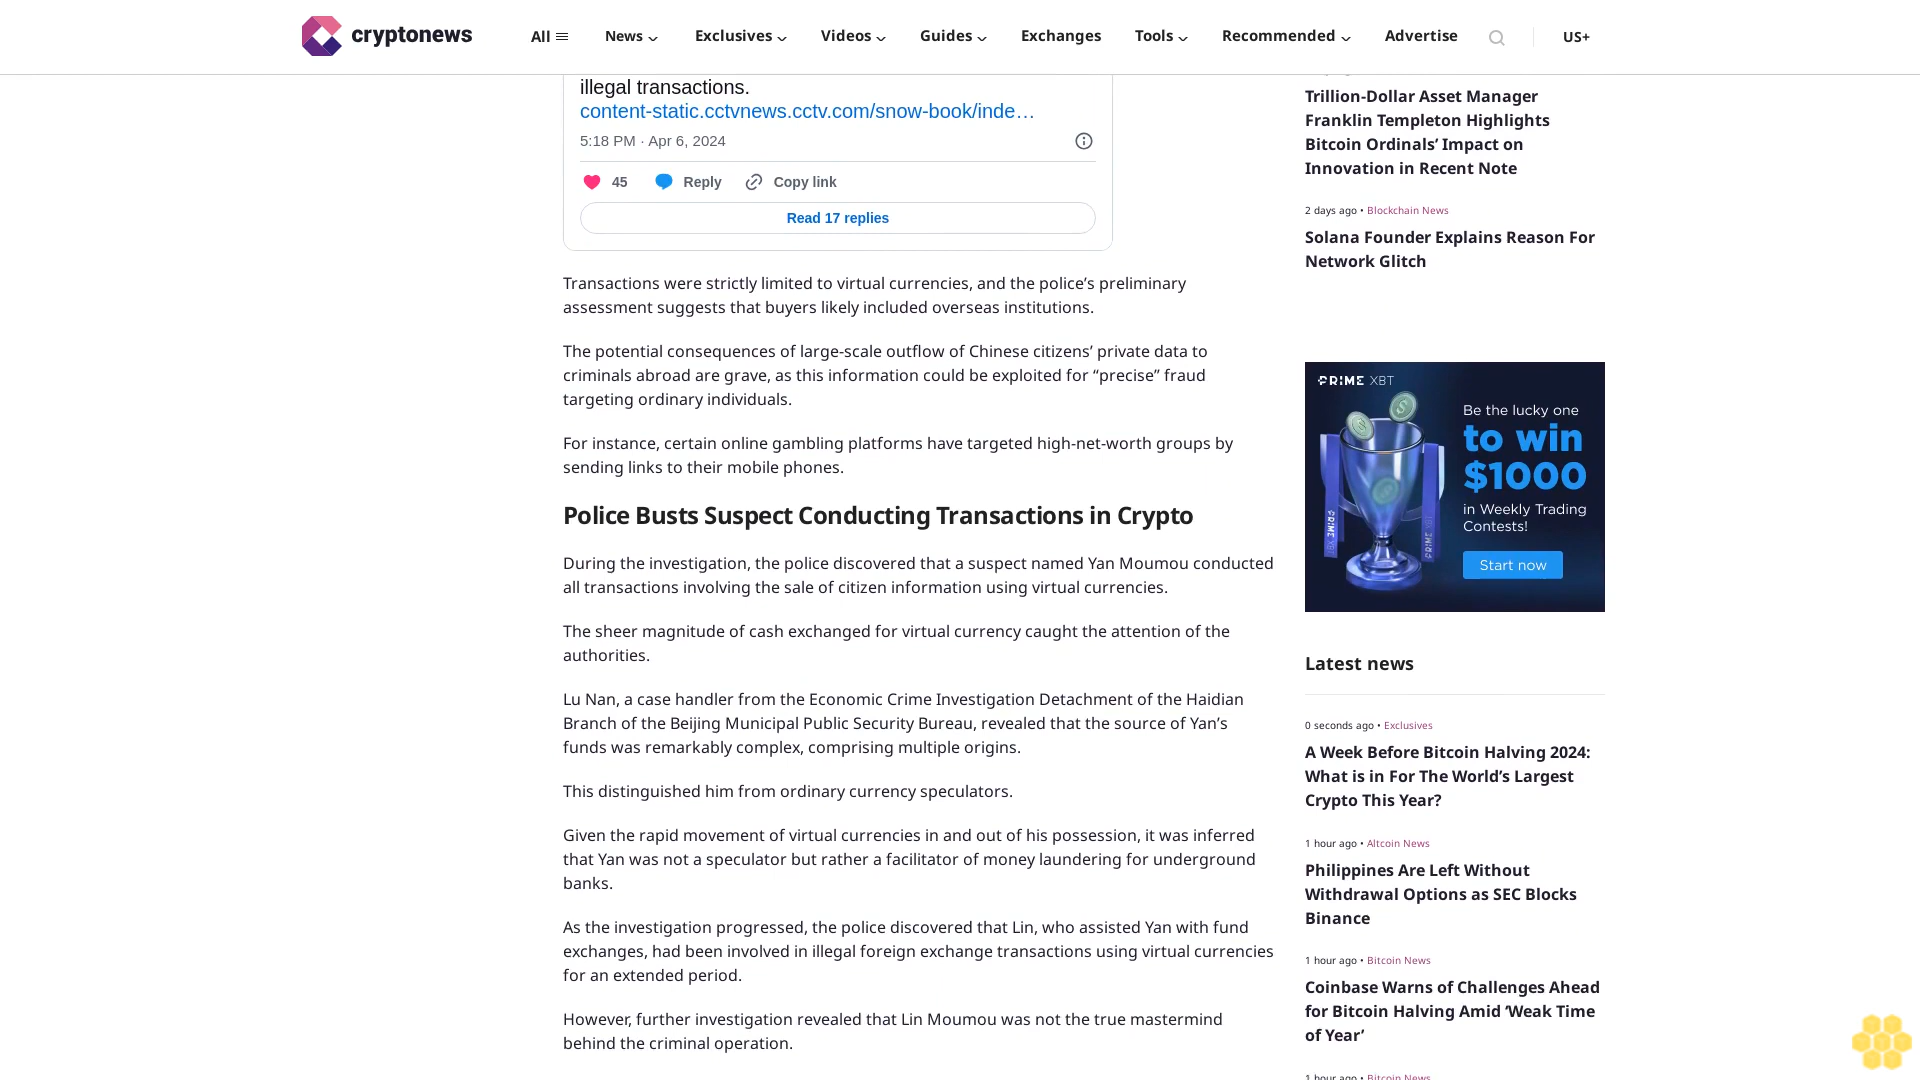 cryptonews
All
News
Exclusives
Videos
Guides
Exchanges
Tools
Recommended
Advertise
US+
illegal transactions.
content-static.cctvnews.cctv.com/snow-book/inde…
5:18 PM · Apr 6, 2024
45
Reply
Copy link
Read 17 replies
Transactions were strictly limited to virtual currencies, and the police’s preliminary
assessment suggests that buyers likely included overseas institutions.
The potential consequences of large-scale outflow of Chinese citizens’ private data to
criminals abroad are grave, as this information could be exploited for “precise” fraud
targeting ordinary individuals.
For instance, certain online gambling platforms have targeted high-net-worth groups by
sending links to their mobile phones.
Police Busts Suspect Conducting Transactions in Crypto
During the investigation, the police discovered that a suspect named Yan Moumou conducted
all transactions involving the sale of citizen information using virtual currencies.
The sheer magnitude of cash exchanged for virtual currency caught the attention of the
authorities.
Lu Nan, a case handler from the Economic Crime Investigation Detachment of the Haidian
Branch of the Beijing Municipal Public Security Bureau, revealed that the source of Yan’s
funds was remarkably complex, comprising multiple origins.
This distinguished him from ordinary currency speculators.
Given the rapid movement of virtual currencies in and out of his possession, it was inferred
that Yan was not a speculator but rather a facilitator of money laundering for underground
banks.
As the investigation progressed, the police discovered that Lin, who assisted Yan with fund
exchanges, had been involved in illegal foreign exchange transactions using virtual currencies
for an extended period.
However, further investigation revealed that Lin Moumou was not the true mastermind
behind the criminal operation.
Trillion-Dollar Asset Manager
Franklin Templeton Highlights
Bitcoin Ordinals’ Impact on
Innovation in Recent Note
2 days ago • Blockchain News
Solana Founder Explains Reason For
Network Glitch
PRIME XBT
Be the lucky one
to win
$1000
in Weekly Trading
Contests!
Start now
PRIME XBT
PRIME XBT
Latest news
0 seconds ago • Exclusives
A Week Before Bitcoin Halving 2024:
What is in For The World’s Largest
Crypto This Year?
1 hour ago • Altcoin News
Philippines Are Left Without
Withdrawal Options as SEC Blocks
Binance
1 hour ago • Bitcoin News
Coinbase Warns of Challenges Ahead
for Bitcoin Halving Amid ‘Weak Time
of Year’
1 hour ago • Bitcoin News